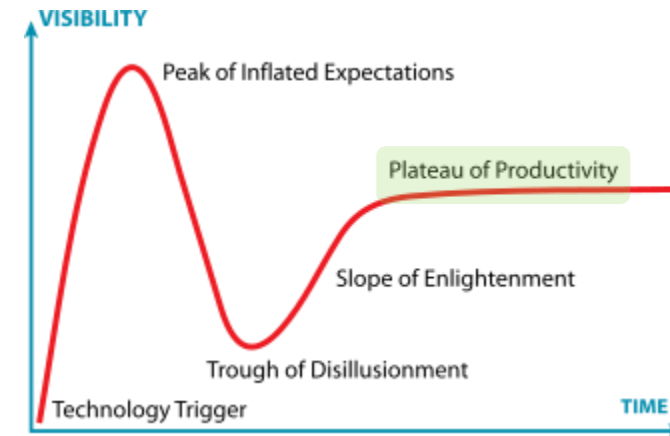 VISIBILITY
Peak of Inflated Expectations
Plateau of Productivity
Slope of Enlightenment
Trough of Disillusionment
Technology Trigger
TIME